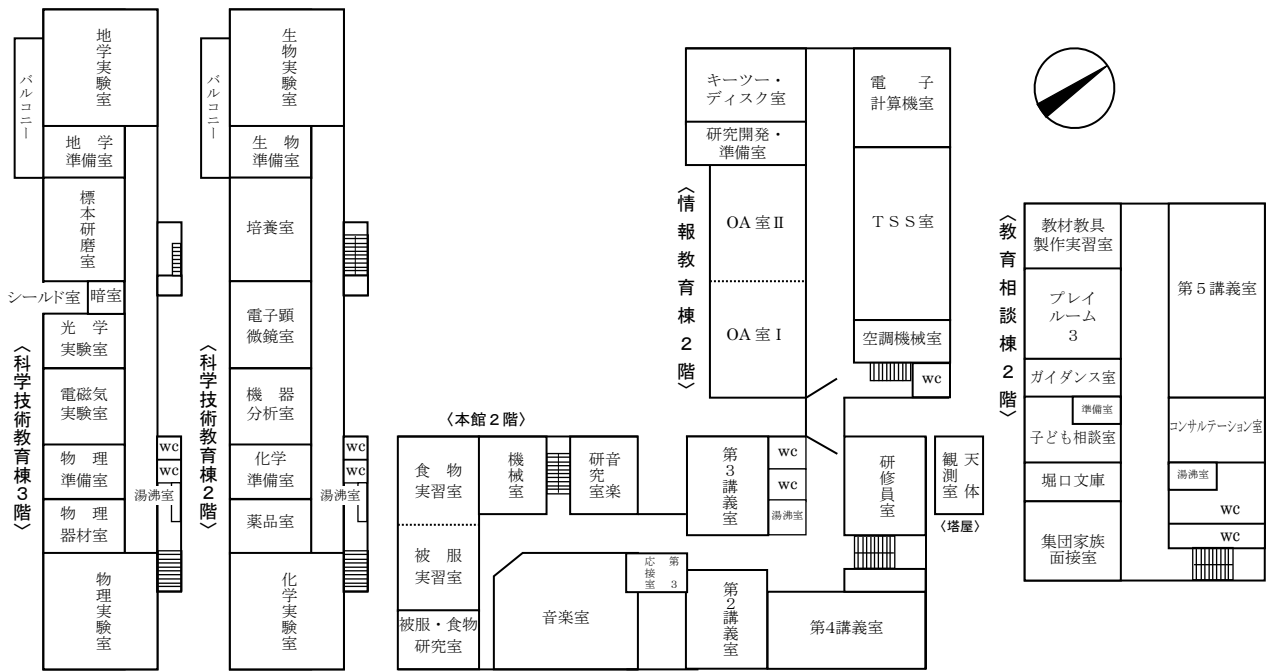 地学実験室
バルコニー
地　学
準備室
標本研磨室
シールド室
暗室
光　学
実験室
電磁気
実験室
物　理
準備室
物　理
器材室
物理実験室
wc
wc
湯沸室
〈科学技術教育棟3階〉
生物実験室
バルコニー
生　物
準備室
培養室
電子顕
微鏡室
機　器
分析室
化学
準備室
薬品室
化学実験室
wc
wc
湯沸室
〈科学技術教育棟2階〉
〈本館2階〉
食　物
実習室
被　服
実習室
被服・食物
研究室
機械室
音楽
研究室
音楽室
第3
応接室
第3講義室
wc
wc
湯沸室
第2講義室
第4講義室
研修員室
天体
観測室
〈塔屋〉
〈情報教育棟2階〉
キーツー・
ディスク室
研究開発・
準備室
OA室Ⅱ
OA室Ⅰ
電　子
計算機室
ＴＳＳ室
空調機械室
wc
〈教育相談棟2階〉
教材教具
製作実習室
プレイ
ルーム
3
ガイダンス室
準備室
子ども相談室
堀口文庫
集団家族
面接室
第5講義室
コンサルテーション室
湯沸室
wc
wc